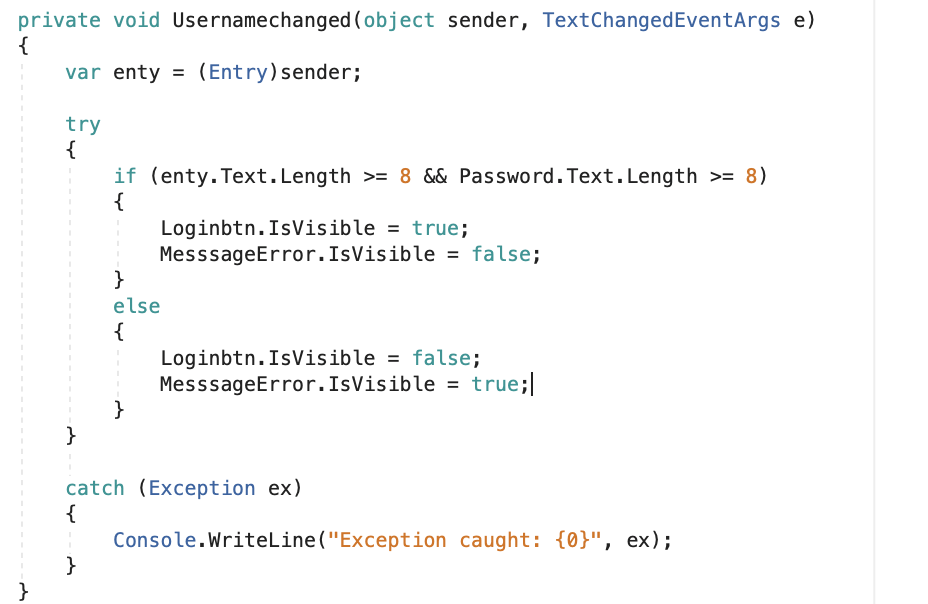 private void Usernamechanged(object sender, TextChangedEventArgs e)
{
    var enty = (Entry)sender;

    try
    {
        if (enty.Text.Length >= 8 && Password.Text.Length >= 8)
        {
            Loginbtn.IsVisible = true;
            MesssageError.IsVisible = false;
        }
        else
        {
            Loginbtn.IsVisible = false;
            MesssageError.IsVisible = true;
        }
    }

    catch (Exception ex)
    {
        Console.WriteLine("Exception caught: {0}", ex);
    }
}